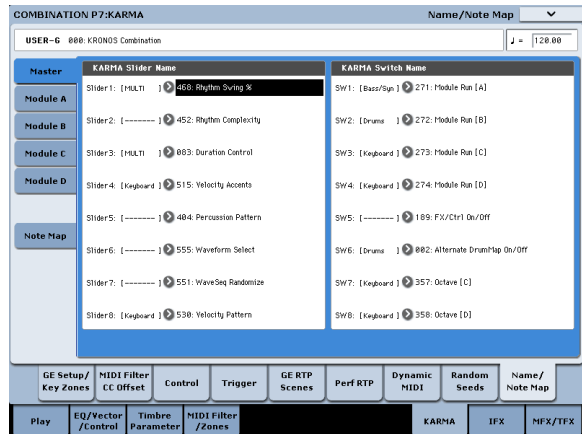 COMBINATION P7:KARMA Name/Note Map
USER-G 000: KRONOS Combination ♩= 120.00
Master
Module A
Module B
Module C
Module D
Note Map
KARMA Slider Name
Slider1: [MULTI ] 468: Rhythm Swing %
Slider2: [-------] 452: Rhythm Complexity
Slider3: [MULTI ] 083: Duration Control
Slider4: [Keyboard ] 515: Velocity Accents
Slider5: [-------] 404: Percussion Pattern
Slider6: [-------] 555: Waveform Select
Slider7: [-------] 551: WaveSeq Randomize
Slider8: [Keyboard ] 530: Velocity Pattern
KARMA Switch Name
SW1: [Bass/Syn ] 271: Module Run [A]
SW2: [Drums ] 272: Module Run [B]
SW3: [Keyboard ] 273: Module Run [C]
SW4: [Keyboard ] 274: Module Run [D]
SW5: [-------] 189: FX/Ctrl On/Off
SW6: [Drums ] 002: Alternate DrumMap On/Off
SW7: [Keyboard ] 357: Octave [C]
SW8: [Keyboard ] 358: Octave [D]
GE Setup/
Key Zones
MIDI Filter
CC Offset
Control
Trigger
GE RTP
Scenes
Perf RTP
Dynamic
MIDI
Random
Seeds
Name/
Note Map
Play
EQ/Vector
/Control
Timbre
Parameter
MIDI Filter
/Zones
KARMA
IFX
MFX/TFX